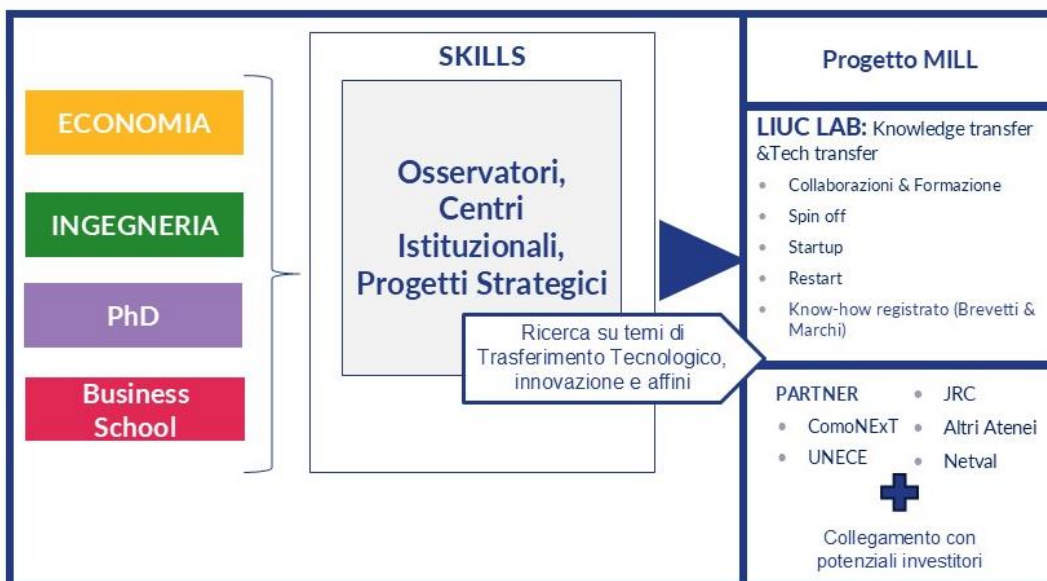 ECONOMIA
INGEGNERIA
PhD
Business
School
SKILLS
Osservatori,
Centri
Istituzionali,
Progetti Strategici
Ricerca su temi di
Trasferimento Tecnologico,
innovazione e affini
Progetto MILL
LIUC LAB: Knowledge transfer
&Tech transfer
Collaborazioni & Formazione
Spin off
Startup
Restart
Know-how registrato (Brevetti &
Marchi)
PARTNER
ComoNExT
UNECE
JRC
Altri Atenei
Netval
Collegamento con
potenziali investitori